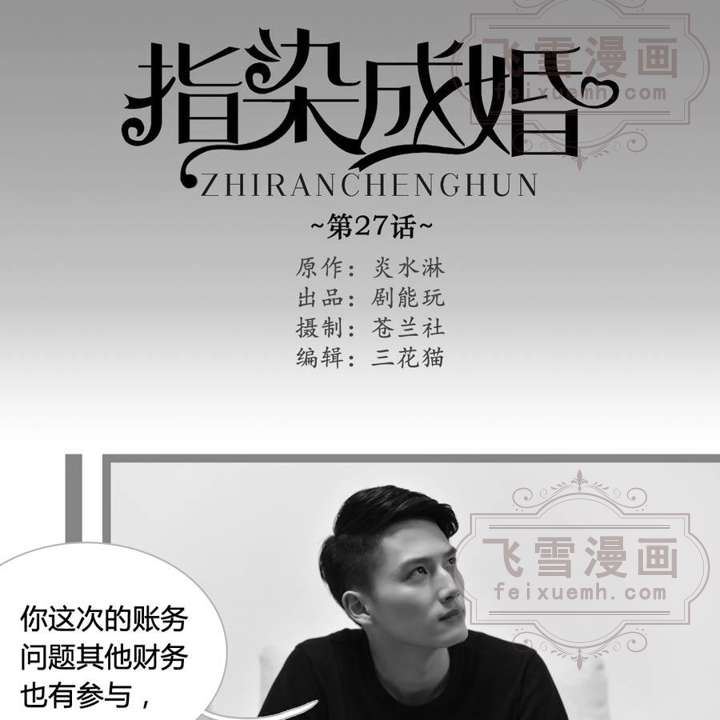 飞雪漫画
feixuemh.com
指染成婚
ZHIRANCHENGHUN
~第27话~
原作：炎水淋
出品：剧能玩
摄制：苍兰社
编辑：三花猫
飞雪漫画
feixuemh.com
你这次的账务
问题其他财务
也有参与，